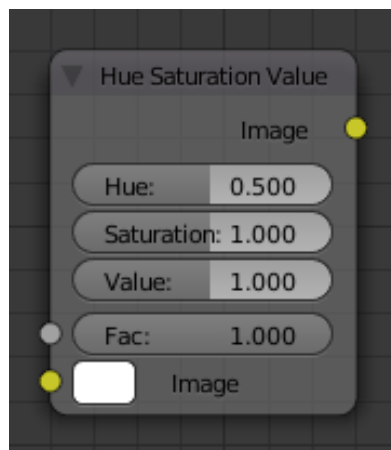 Hue Saturation Value
Image
Hue: 0.500
Saturation: 1.000
Value: 1.000
Fac: 1.000
Image